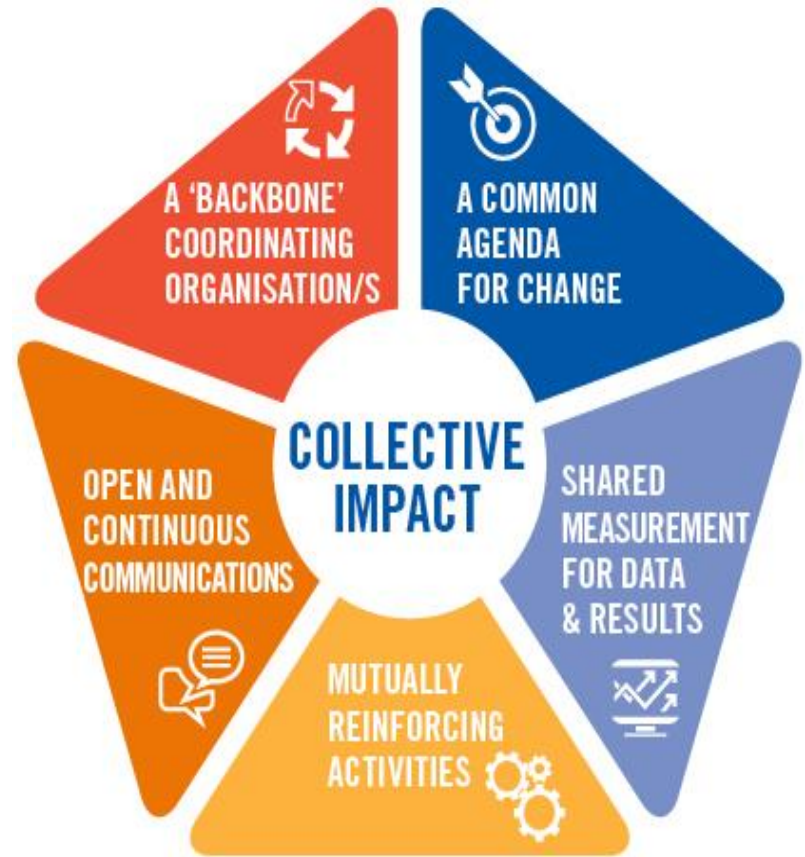 A ‘BACKBONE’
COORDINATING
ORGANISATION/S
A COMMON
AGENDA
FOR CHANGE
COLLECTIVE
IMPACT
OPEN AND
CONTINUOUS
COMMUNICATIONS
SHARED
MEASUREMENT
FOR DATA
& RESULTS
MUTUALLY
REINFORCING
ACTIVITIES